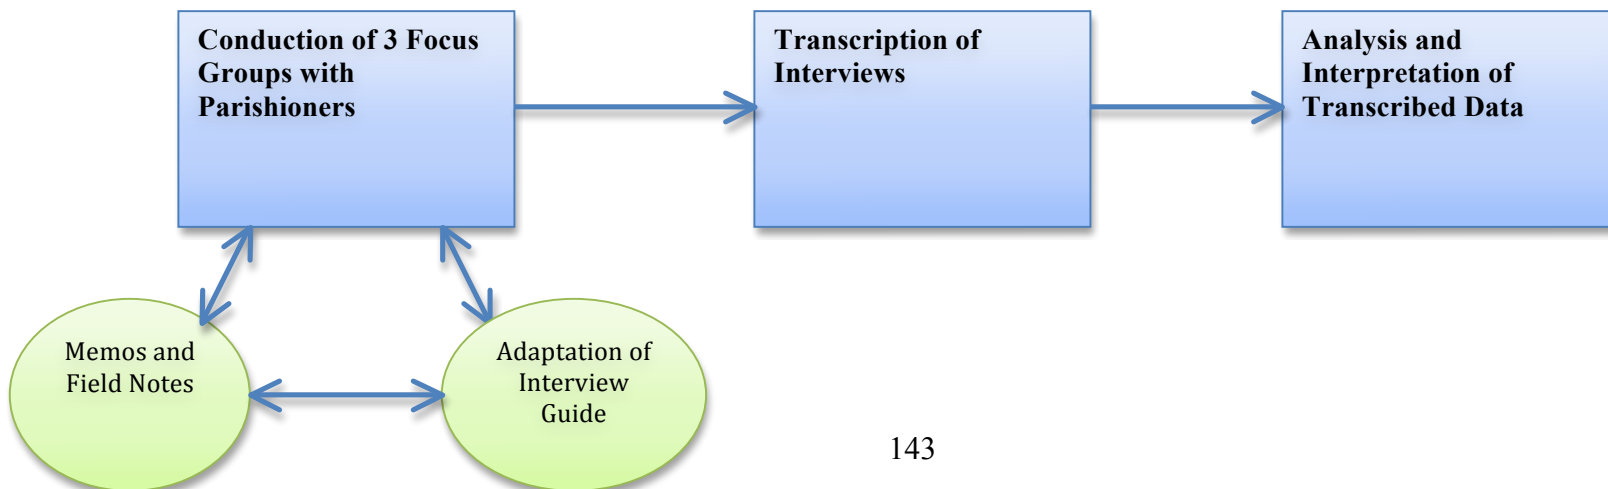 Conduction of 3 Focus
Groups with
Parishioners
Transcription of
Interviews
Analysis and
Interpretation of
Transcribed Data
Memos and
Field Notes
Adaptation of
Interview
Guide
143